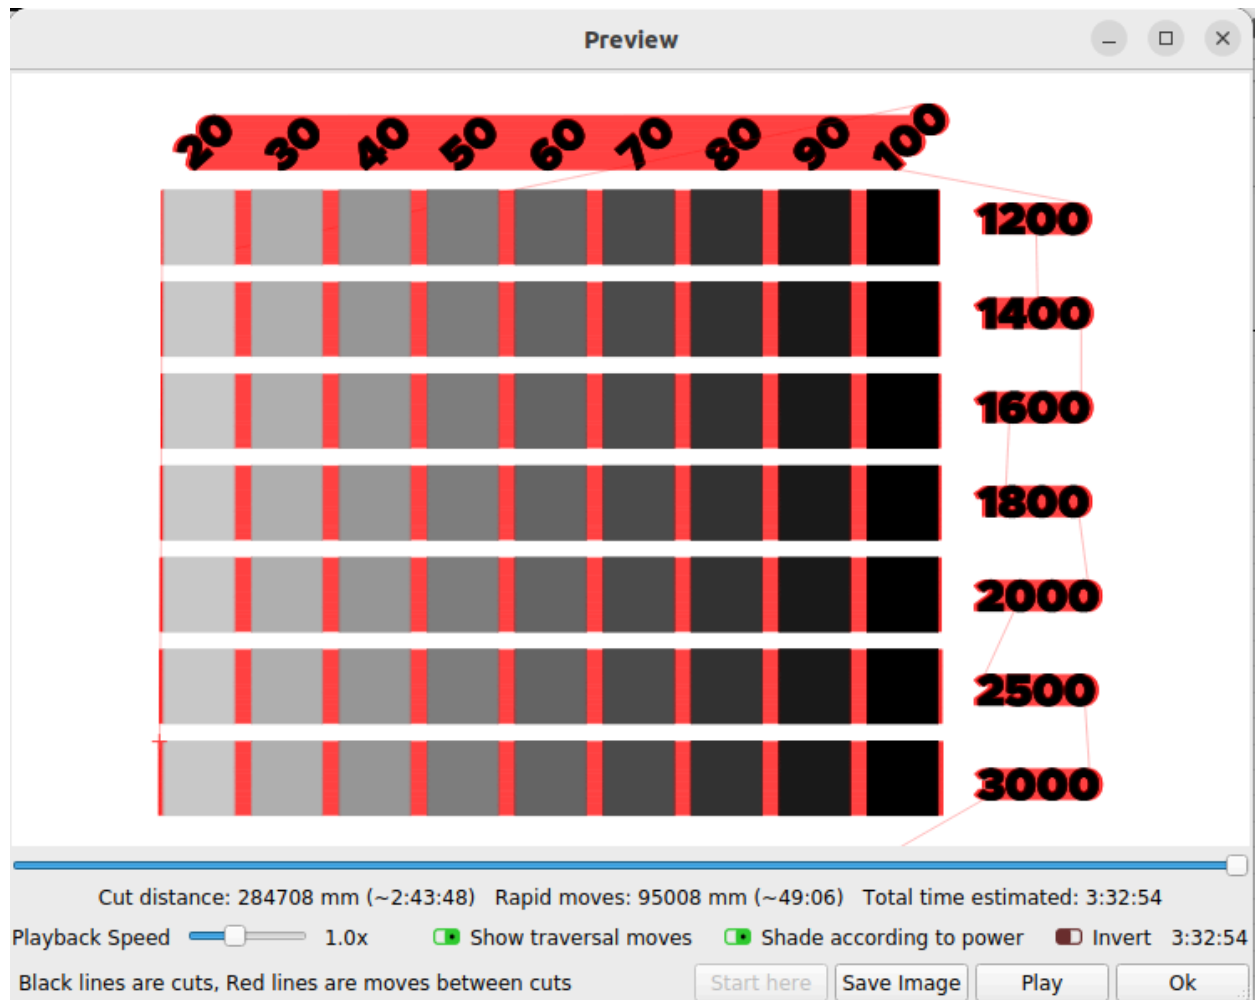 Preview
20 30 40 50 60 70 80 90 100
1200
1400
1600
1800
2000
2500
3000
Cut distance: 284708 mm (~2:43:48) Rapid moves: 95008 mm (~49:06) Total time estimated: 3:32:54
Playback Speed 1.0x Show traversal moves Shade according to power Invert 3:32:54
Black lines are cuts, Red lines are moves between cuts Start here Save Image Play Ok